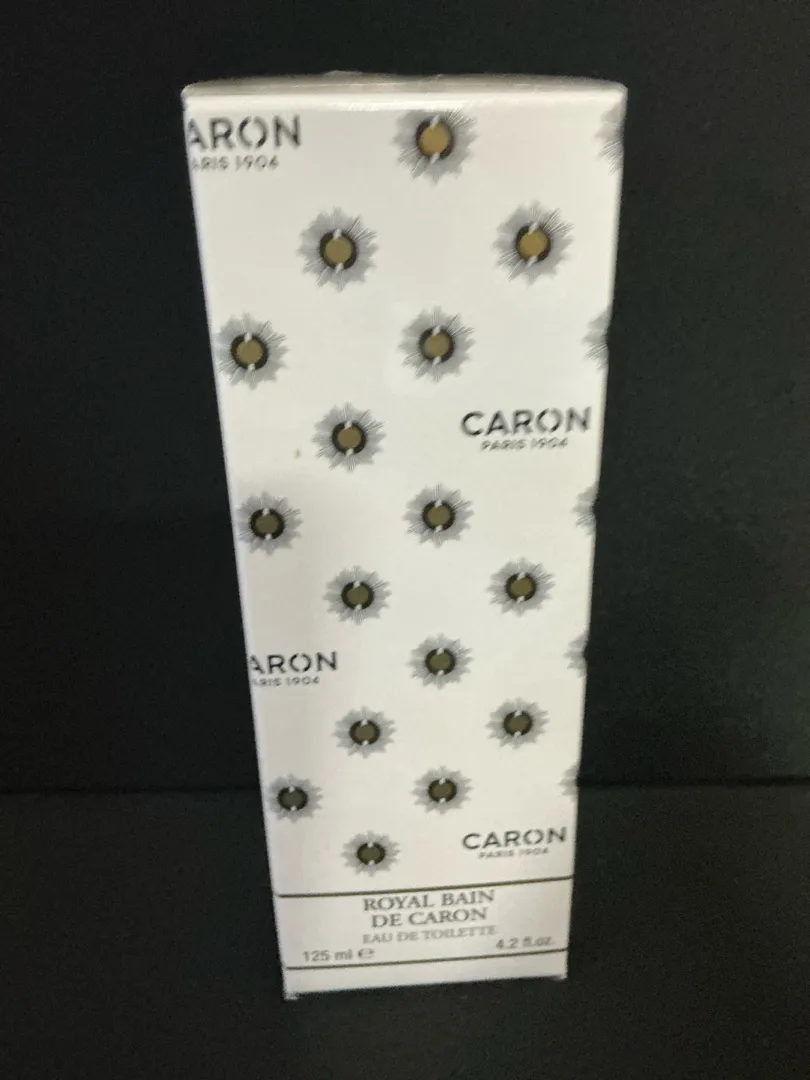 ARON
ARIS 1904
CARON
PARIS 1904
ARON
ARIS 1904
CARON
PARIS 1904
ROYAL BAIN
DE CARON
EAU DE TOILETTE
125 ml ℮ 4.2 fl.oz.